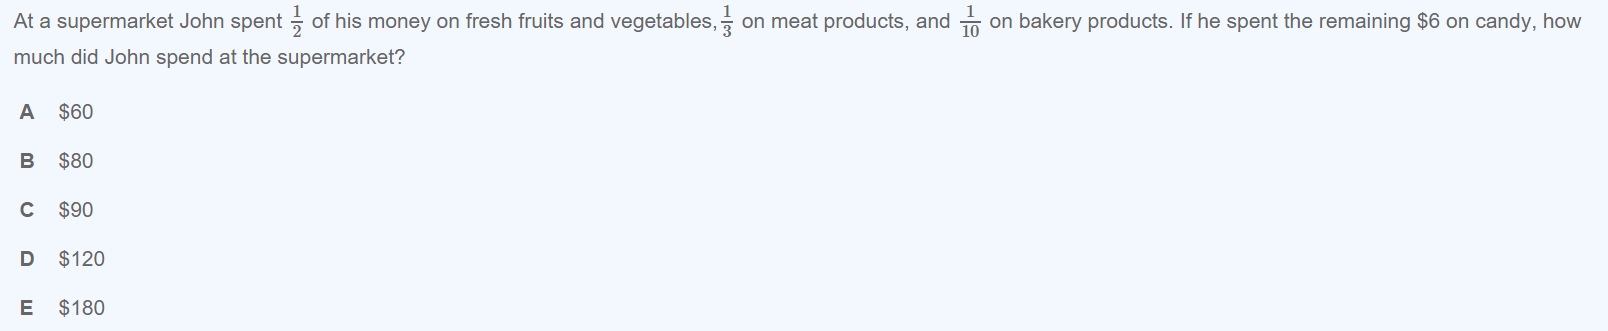 At a supermarket John spent 1/2 of his money on fresh fruits and vegetables, 1/3 on meat products, and 1/10 on bakery products. If he spent the remaining $6 on candy, how
much did John spend at the supermarket?
A $60
B $80
C $90
D $120
E $180